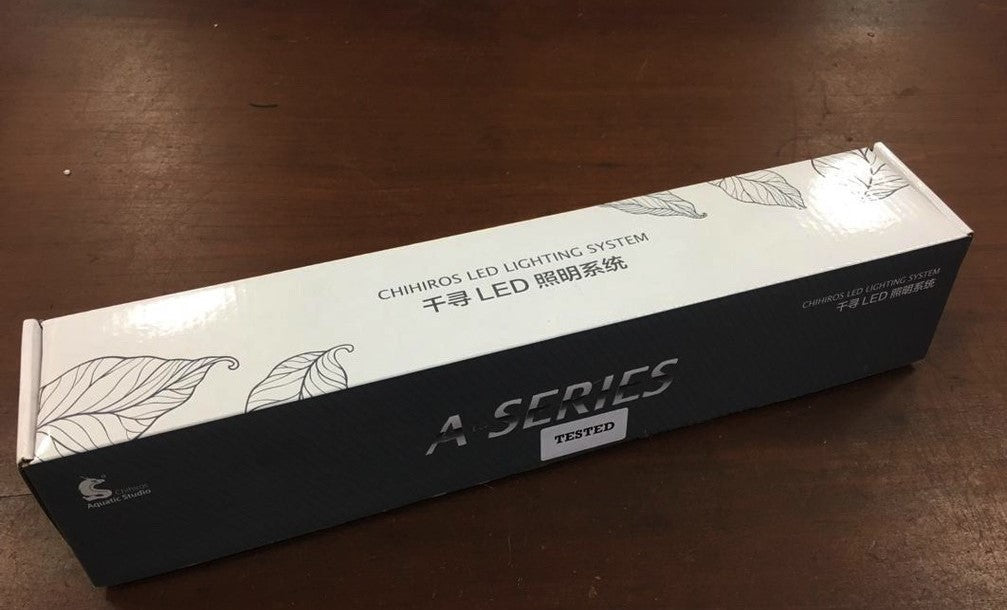 CHIHIROS LED LIGHTING SYSTEM
千寻 LED 照明系统
CHIHIROS LED LIGHTING SYSTEM
千寻 LED 照明系统
A-SERIES
TESTED
Chihiros
Aquatic Studio